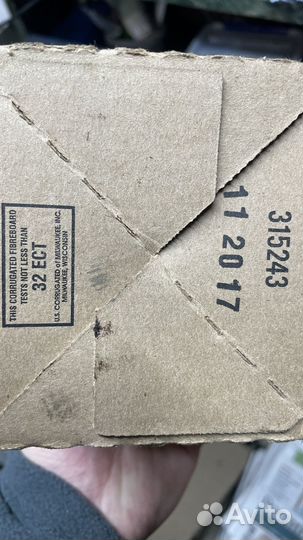 THIS CORRUGATED FIBREBOARD
TESTS NOT LESS THAN
32 ECT
U.S. CORRUGATED of MILWAUKEE, INC.
MILWAUKEE, WISCONSIN
315243
11 2017
Avito